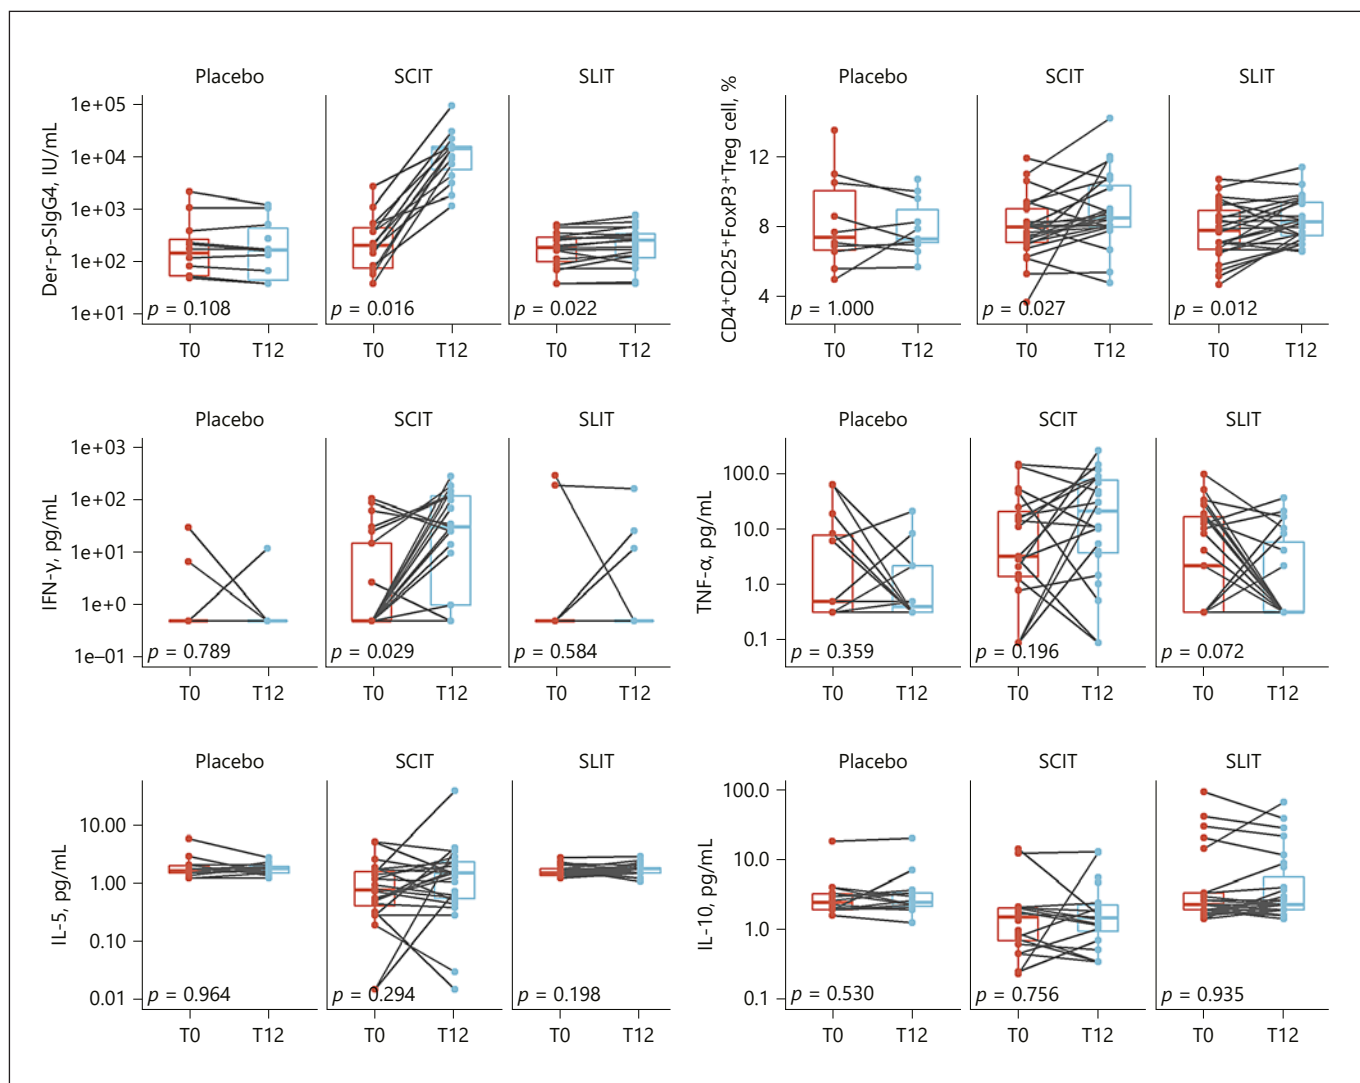 Placebo SCIT SLIT
Der-p-SIgG4, IU/mL
1e+05
1e+04
1e+03
1e+02
1e+01
p = 0.108 p = 0.016 p = 0.022
T0 T12 T0 T12 T0 T12
Placebo SCIT SLIT
CD4+CD25+FoxP3+Treg cell, %
12
8
4
p = 1.000 p = 0.027 p = 0.012
T0 T12 T0 T12 T0 T12
Placebo SCIT SLIT
IFN-γ, pg/mL
1e+03
1e+02
1e+01
1e+0
1e–01
p = 0.789 p = 0.029 p = 0.584
T0 T12 T0 T12 T0 T12
Placebo SCIT SLIT
TNF-α, pg/mL
100.0
10.0
1.0
0.1
p = 0.359 p = 0.196 p = 0.072
T0 T12 T0 T12 T0 T12
Placebo SCIT SLIT
IL-5, pg/mL
10.00
1.00
0.10
0.01
p = 0.964 p = 0.294 p = 0.198
T0 T12 T0 T12 T0 T12
Placebo SCIT SLIT
IL-10, pg/mL
100.0
10.0
1.0
0.1
p = 0.530 p = 0.756 p = 0.935
T0 T12 T0 T12 T0 T12